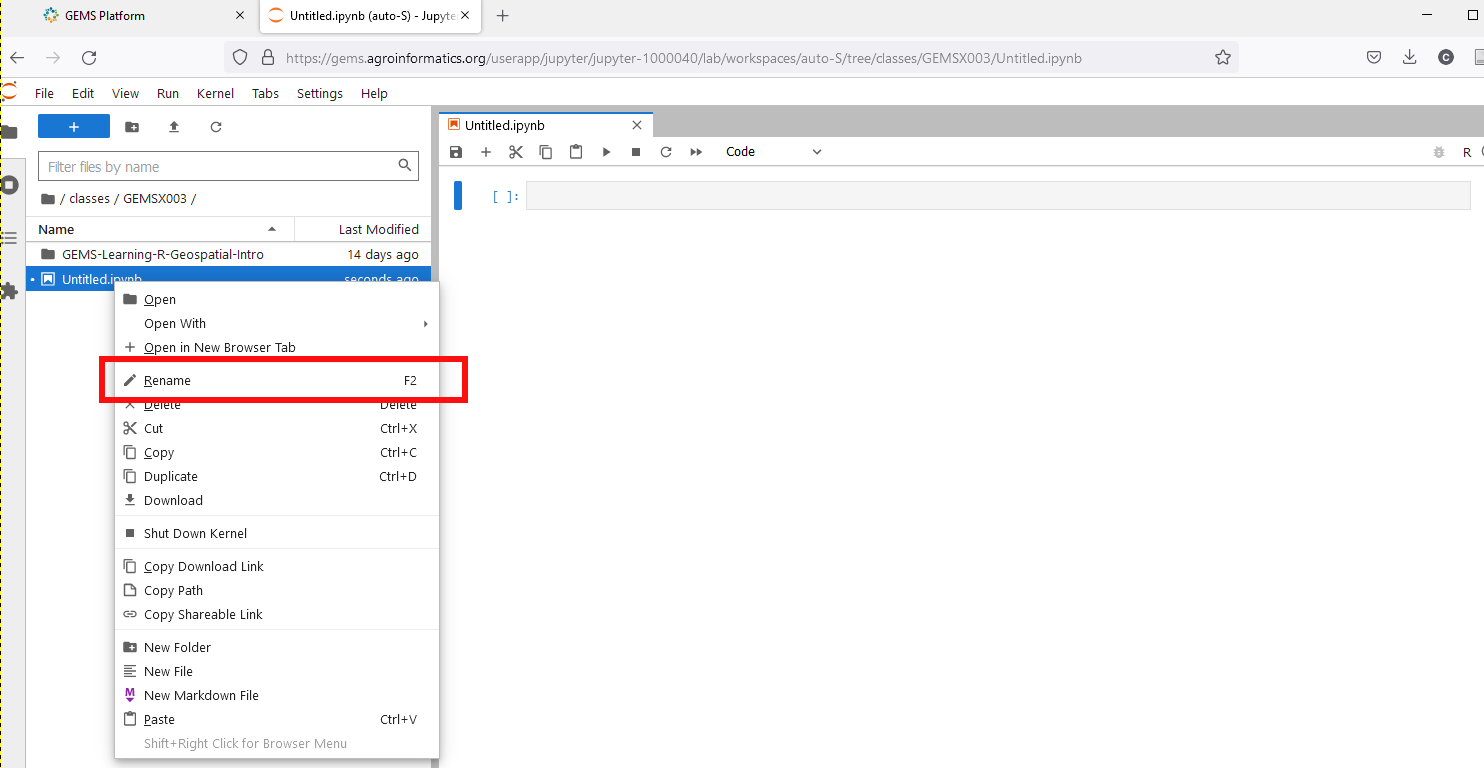 GEMS Platform
Untitled.ipynb (auto-S) - Jupyte
https://gems.agroinformatics.org/userapp/jupyter/jupyter-1000040/lab/workspaces/auto-S/tree/classes/GEMSX003/Untitled.ipynb
C
File Edit View Run Kernel Tabs Settings Help
Untitled.ipynb
Code
R
Filter files by name
/ classes / GEMSX003 /
Name Last Modified
GEMS-Learning-R-Geospatial-Intro 14 days ago
Untitled.ipynb seconds ago
[ ]:
Open
Open With
Open in New Browser Tab
Rename F2
Delete Delete
Cut Ctrl+X
Copy Ctrl+C
Duplicate Ctrl+D
Download
Shut Down Kernel
Copy Download Link
Copy Path
Copy Shareable Link
New Folder
New File
M New Markdown File
Paste Ctrl+V
Shift+Right Click for Browser Menu